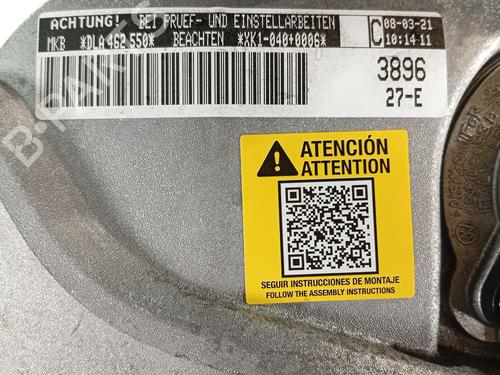 ACHTUNG! BEI PRUEF- UND EINSTELLARBEITEN
MKB *DLA 462 550* BEACHTEN *XK1-040+0006*
C 08-03-21
10:14 11
3896
27-E
ATENCIÓN
ATTENTION
SEGUIR INSTRUCCIONES DE MONTAJE
FOLLOW THE ASSEMBLY INSTRUCTIONS
B-PARTS